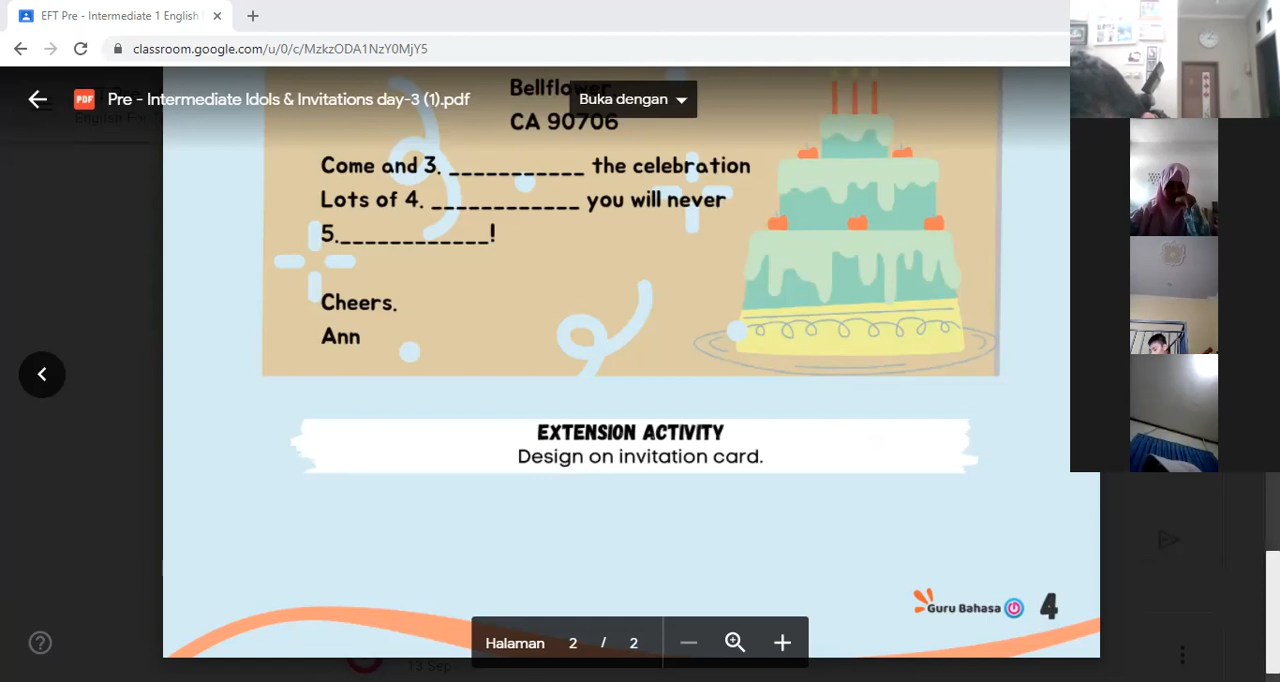 EFT Pre - Intermediate 1 English
classroom.google.com/u/0/c/MzkzODA1NzY0MjY5
PDF
Pre - Intermediate Idols & Invitations day-3 (1).pdf
Buka dengan
Bellflower
CA 90706
Come and 3. ___________ the celebration
Lots of 4. ____________ you will never
5.____________!
Cheers.
Ann
EXTENSION ACTIVITY
Design on invitation card.
Guru Bahasa
4
Halaman 2 / 2
13 Sep